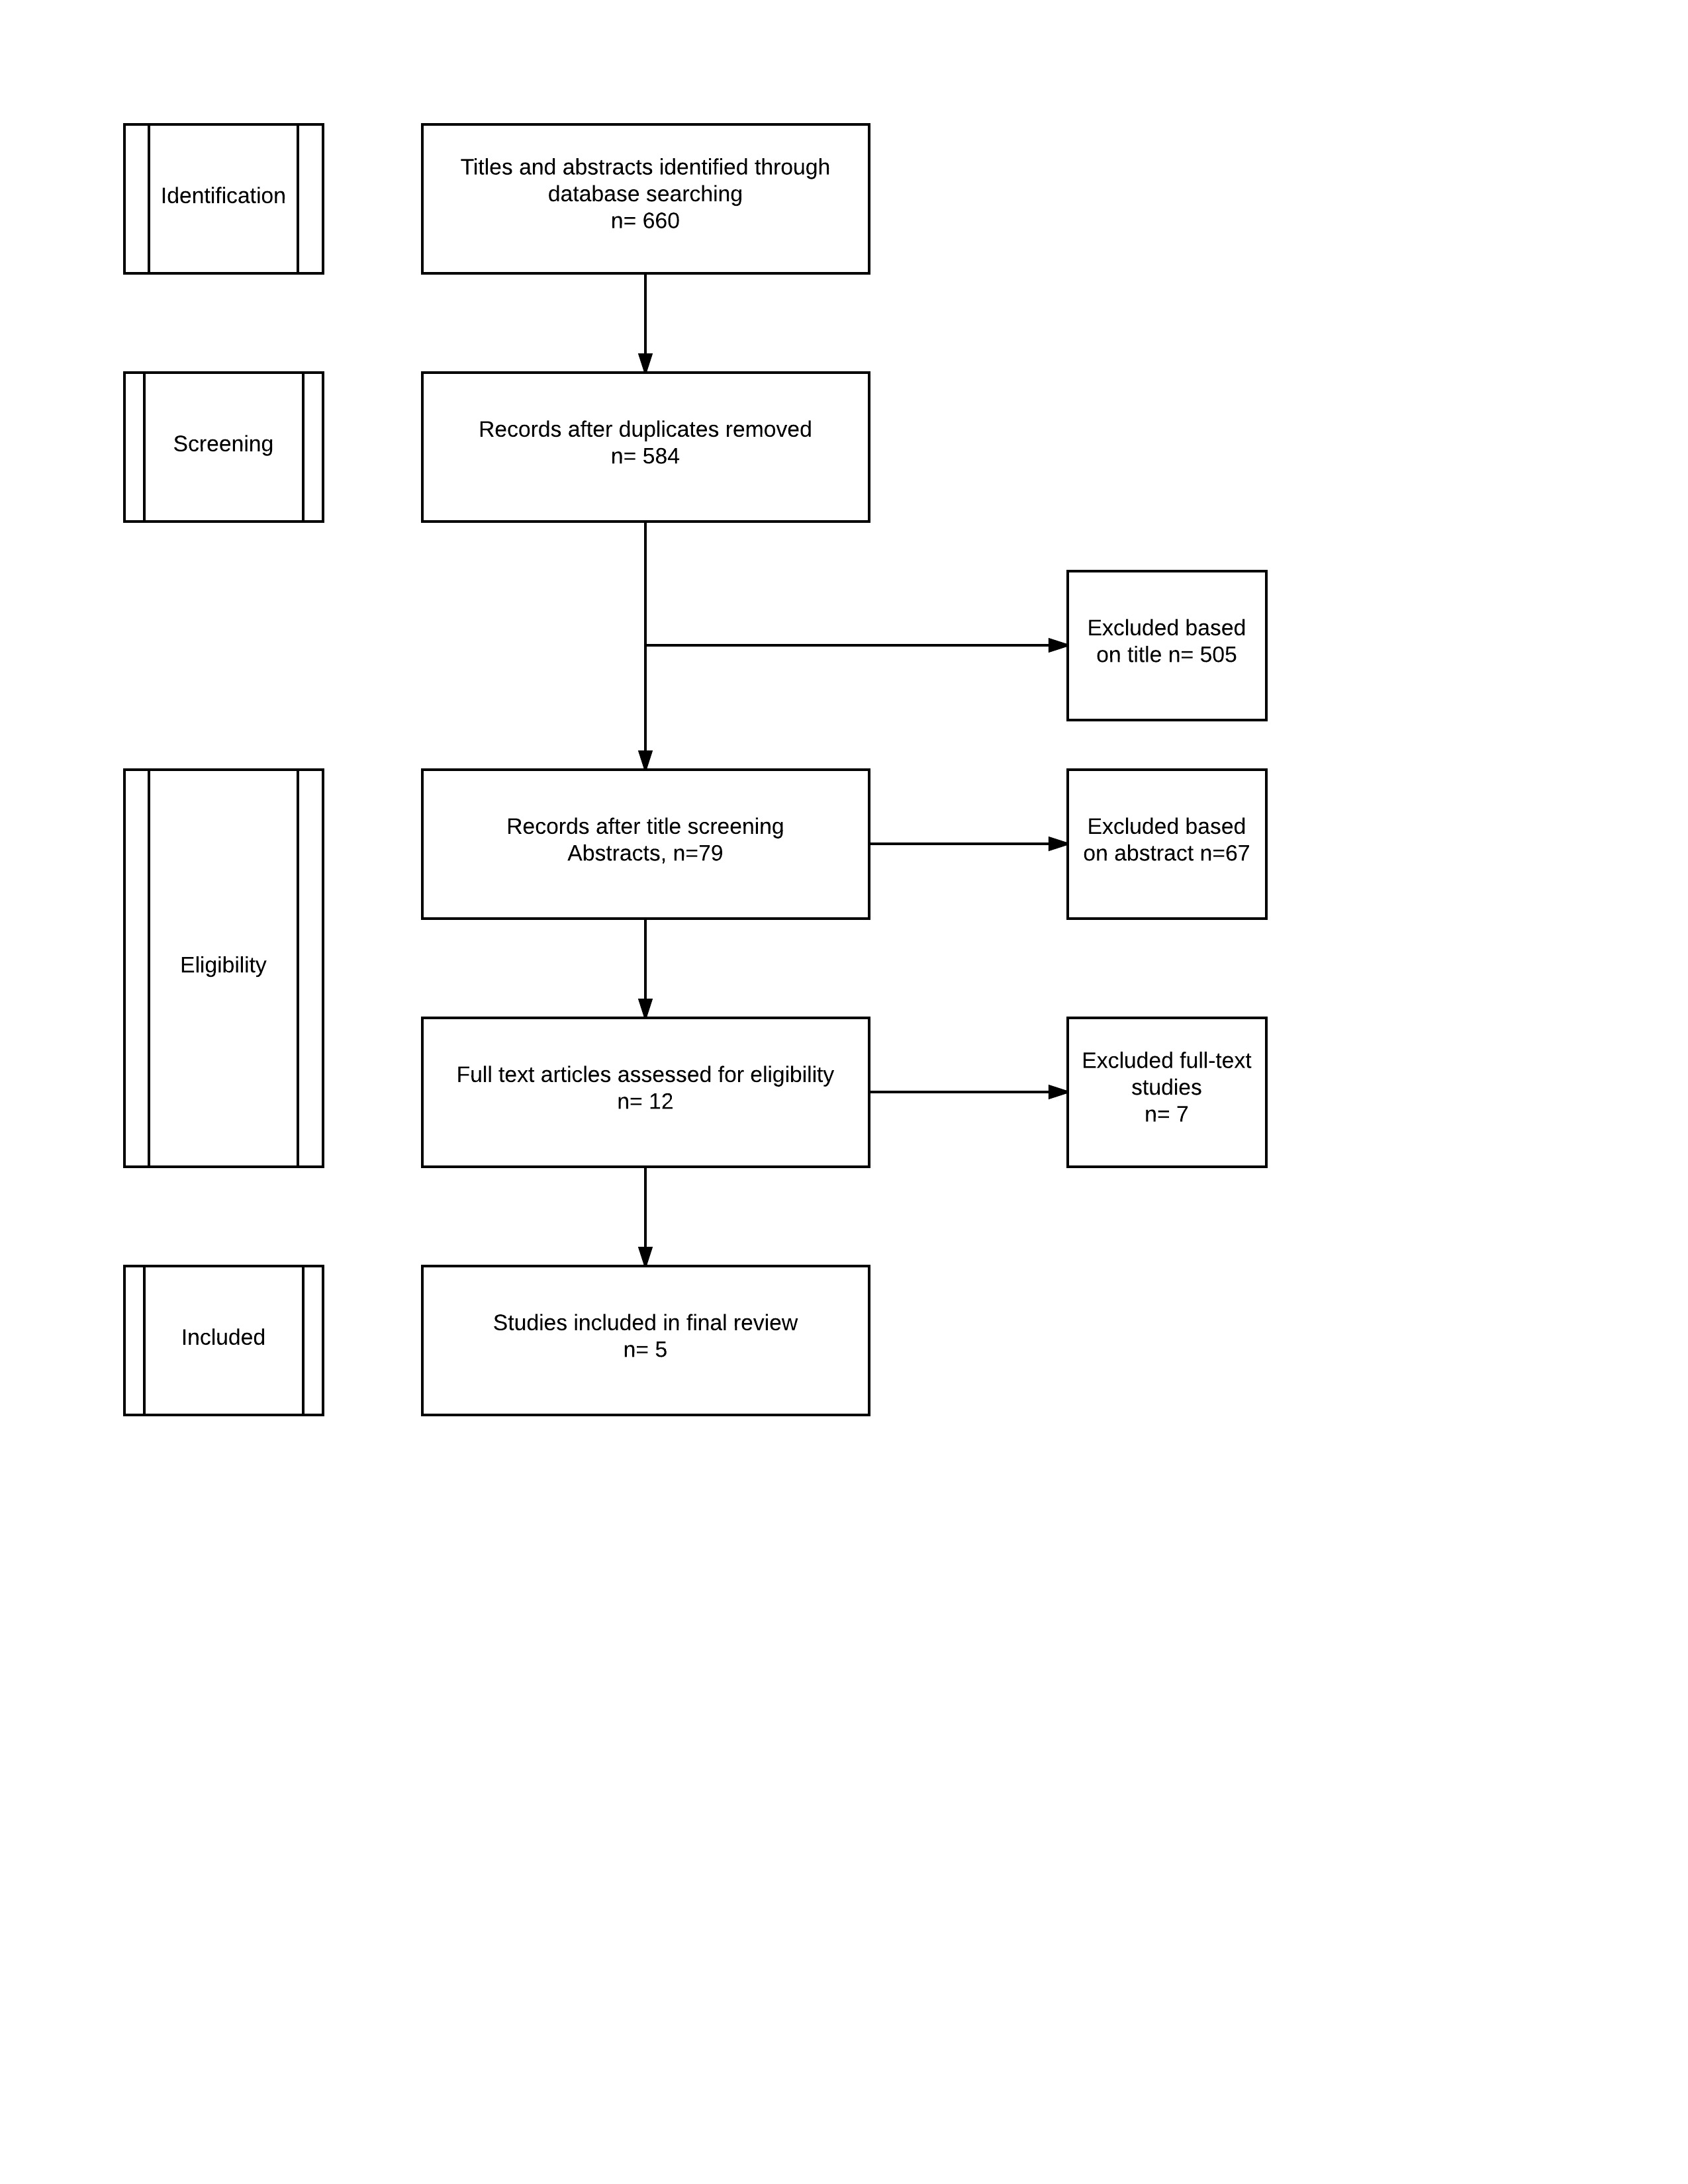 Identification
Titles and abstracts identified through
database searching
n= 660
Screening
Records after duplicates removed
n= 584
Excluded based
on title n= 505
Eligibility
Records after title screening
Abstracts, n=79
Excluded based
on abstract n=67
Full text articles assessed for eligibility
n= 12
Excluded full-text
studies
n= 7
Included
Studies included in final review
n= 5